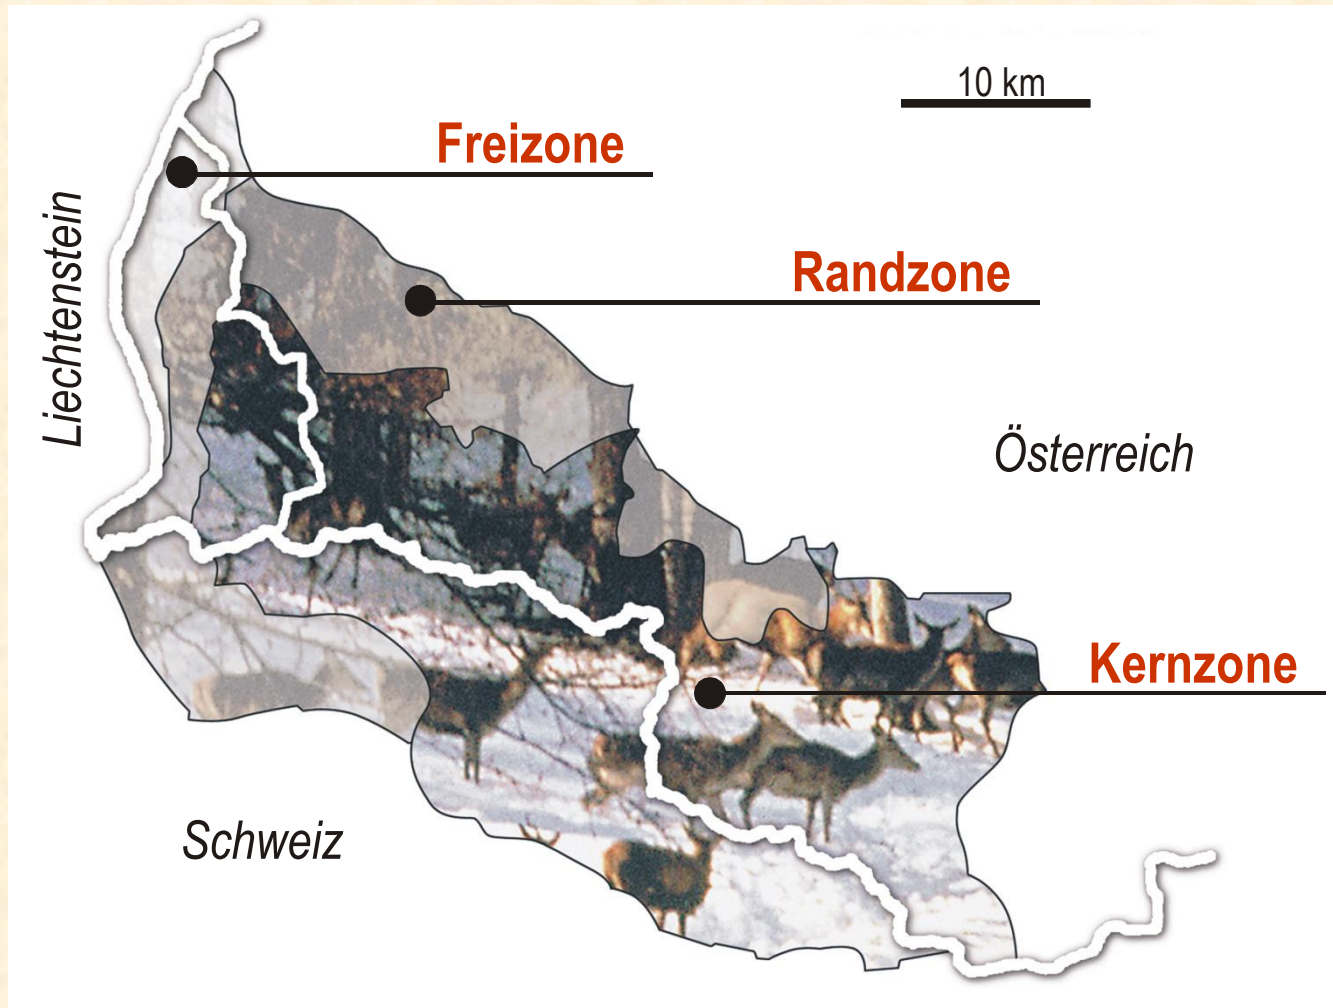 10 km
Freizone
Liechtenstein
Randzone
Österreich
Kernzone
Schweiz